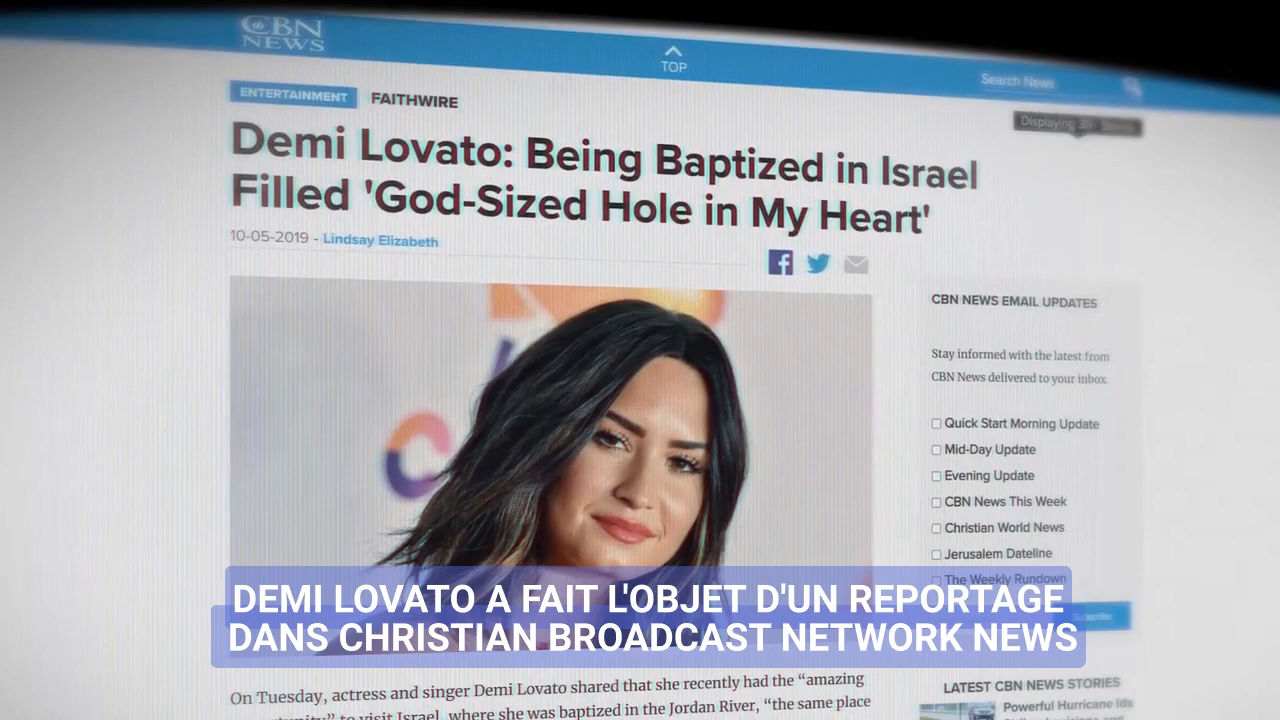 CBN
NEWS
TOP
Search News
ENTERTAINMENT FAITHWIRE
Displaying 30+ Stories
Demi Lovato: Being Baptized in Israel
Filled 'God-Sized Hole in My Heart'
10-05-2019 - Lindsay Elizabeth
CBN NEWS EMAIL UPDATES
Stay informed with the latest from
CBN News delivered to your inbox.
Quick Start Morning Update
Mid-Day Update
Evening Update
CBN News This Week
Christian World News
Jerusalem Dateline
The Weekly Rundown
Subscribe
DEMI LOVATO A FAIT L'OBJET D'UN REPORTAGE
DANS CHRISTIAN BROADCAST NETWORK NEWS
On Tuesday, actress and singer Demi Lovato shared that she recently had the “amazing
to visit Israel, where she was baptized in the Jordan River, “the same place
LATEST CBN NEWS STORIES
Powerful Hurricane Ida